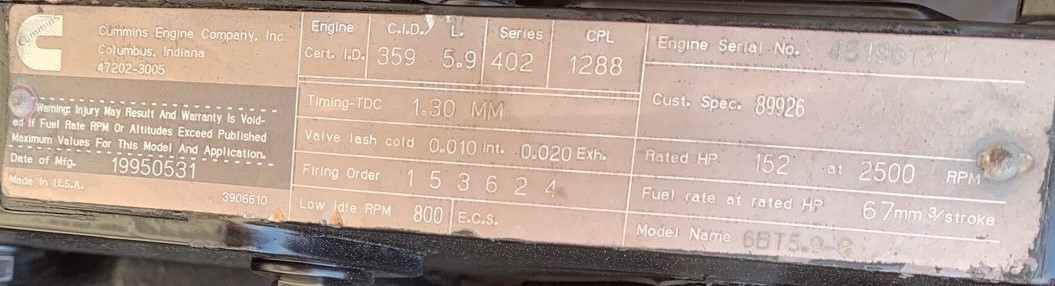 Cummins
Cummins Engine Company, Inc
Columbus, Indiana
47202-3005
Warning: Injury May Result And Warranty Is Void-
ed If Fuel Rate RPM Or Altitudes Exceed Published
Maximum Values For This Model And Application.
Date of Mfg. 19950531
Made In U.S.A. 3906610
Engine C.I.D./ L. Series CPL
Cert. I.D. 359 5.9 402 1288
Timing-TDC 1.30 MM
Valve lash cold 0.010 Int. 0.020 Exh.
Firing Order 1 5 3 6 2 4
Low Idle RPM 800 E.C.S.
Engine Serial No.
Cust. Spec. 89926
Rated HP 152 at 2500 RPM
Fuel rate at rated HP 67mm 3/stroke
Model Name 6BT5.9-C